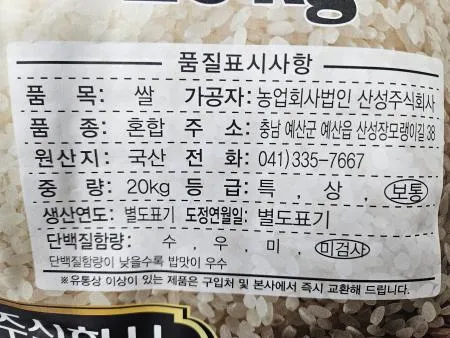 20kg
품질표시사항
품 목: 쌀 가공자: 농업회사법인 산성주식회사
품 종: 혼합 주 소: 충남 예산군 예산읍 산성장모랭이길 38
원산지: 국산 전 화: 041)335-7667
중 량: 20kg 등 급: 특 , 상 , 보통
생산연도: 별도표기 도정연월일: 별도표기
단백질함량: 수 , 우 , 미 , 미검사
단백질함량이 낮을수록 밥맛이 우수
※유통상 이상이 있는 제품은 구입처 및 본사에서 즉시 교환해 드립니다.